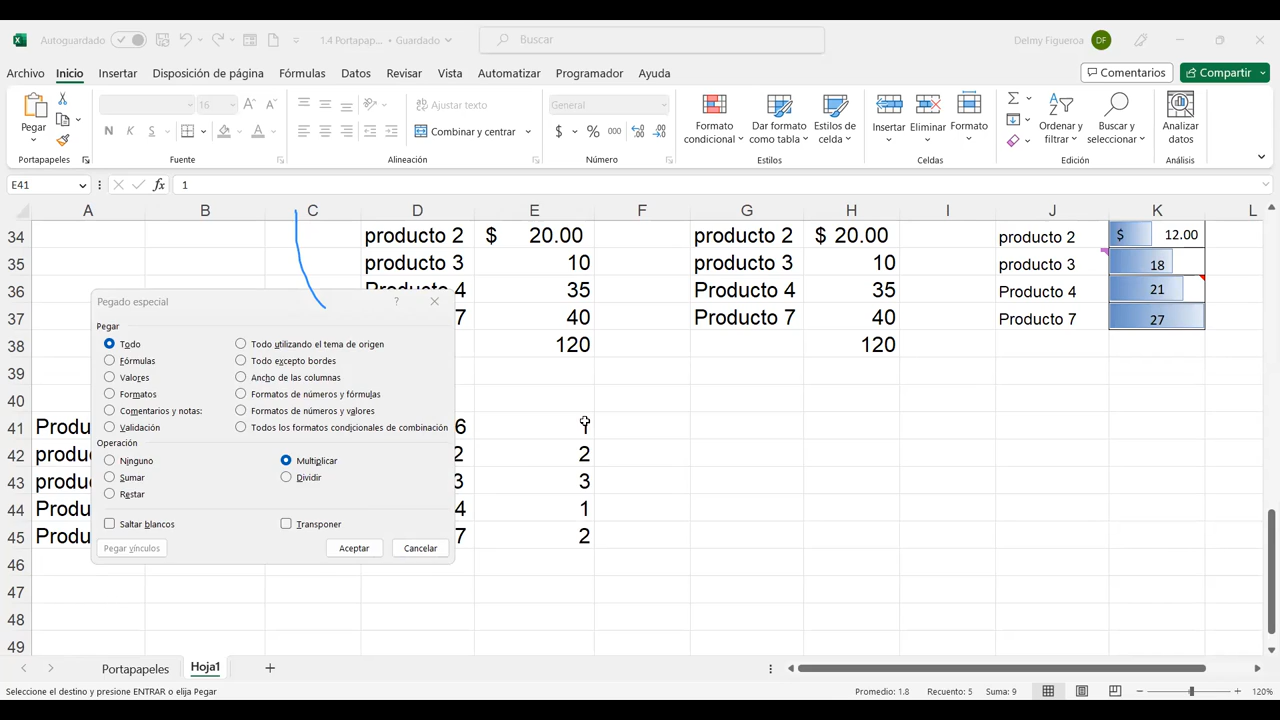 Autoguardado
1.4 Portapap... • Guardado
Buscar
Delmy Figueroa
DF
Archivo Inicio Insertar Disposición de página Fórmulas Datos Revisar Vista Automatizar Programador Ayuda
Comentarios
Compartir
Pegar
16
N K S
Ajustar texto
Combinar y centrar
General
$ % 000
Formato condicional
Dar formato como tabla
Estilos de celda
Insertar
Eliminar
Formato
Ordenar y filtrar
Buscar y seleccionar
Analizar datos
Portapapeles Fuente Alineación Número Estilos Celdas Edición Análisis
E41 fx 1
A B C D E F G H I J K L
34 producto 2 $ 20.00 producto 2 $ 20.00 producto 2 $ 12.00
35 producto 3 10 producto 3 10 producto 3 18
36 Producto 4 35 Producto 4 35 Producto 4 21
37 7 40 Producto 7 40 Producto 7 27
38 120 120
39
40
41 Produ 6 1
42 produ 2 2
43 produ 3 3
44 Produ 4 1
45 Produ 7 2
46
47
48
49
Pegado especial ?
Pegar
Todo Todo utilizando el tema de origen
Fórmulas Todo excepto bordes
Valores Ancho de las columnas
Formatos Formatos de números y fórmulas
Comentarios y notas: Formatos de números y valores
Validación Todos los formatos condicionales de combinación
Operación
Ninguno Multiplicar
Sumar Dividir
Restar
Saltar blancos Transponer
Pegar vínculos Aceptar Cancelar
Portapapeles Hoja1
Seleccione el destino y presione ENTRAR o elija Pegar
Promedio: 1.8 Recuento: 5 Suma: 9
120%